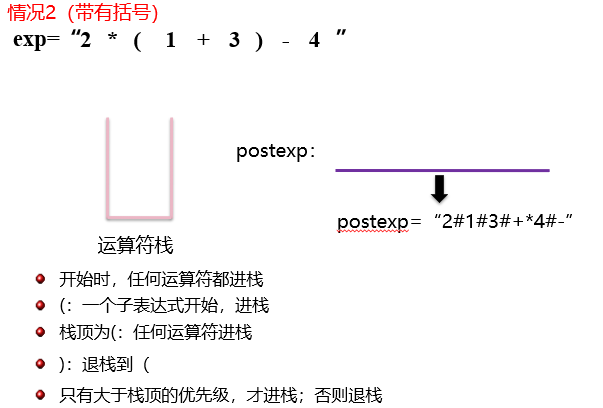 情况2（带有括号）
exp=“2 * ( 1 + 3 ) - 4 ”
postexp：
postexp=“2#1#3#+*4#-”
运算符栈
开始时，任何运算符都进栈
(：一个子表达式开始，进栈
栈顶为(：任何运算符进栈
)：退栈到（
只有大于栈顶的优先级，才进栈；否则退栈